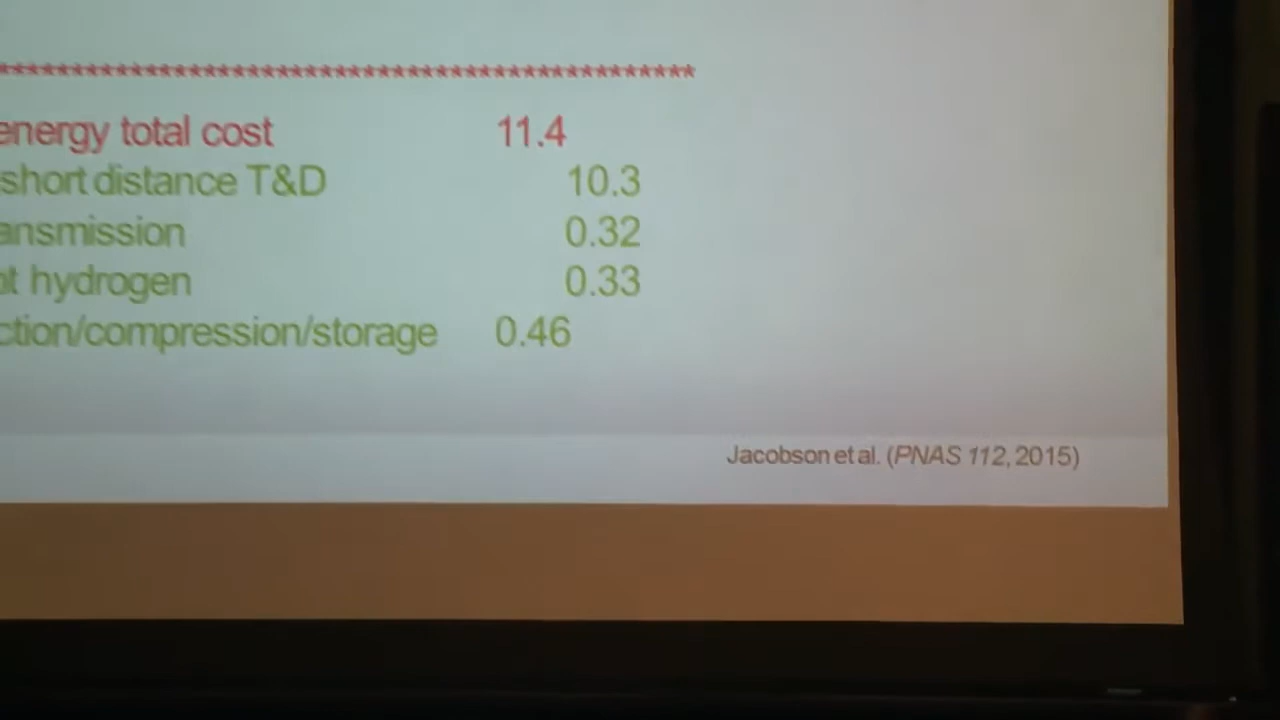 ***********************************************
energy total cost 11.4
short distance T&D 10.3
ansmission 0.32
hydrogen 0.33
ction/compression/storage 0.46
Jacobson et al. (PNAS 112, 2015)